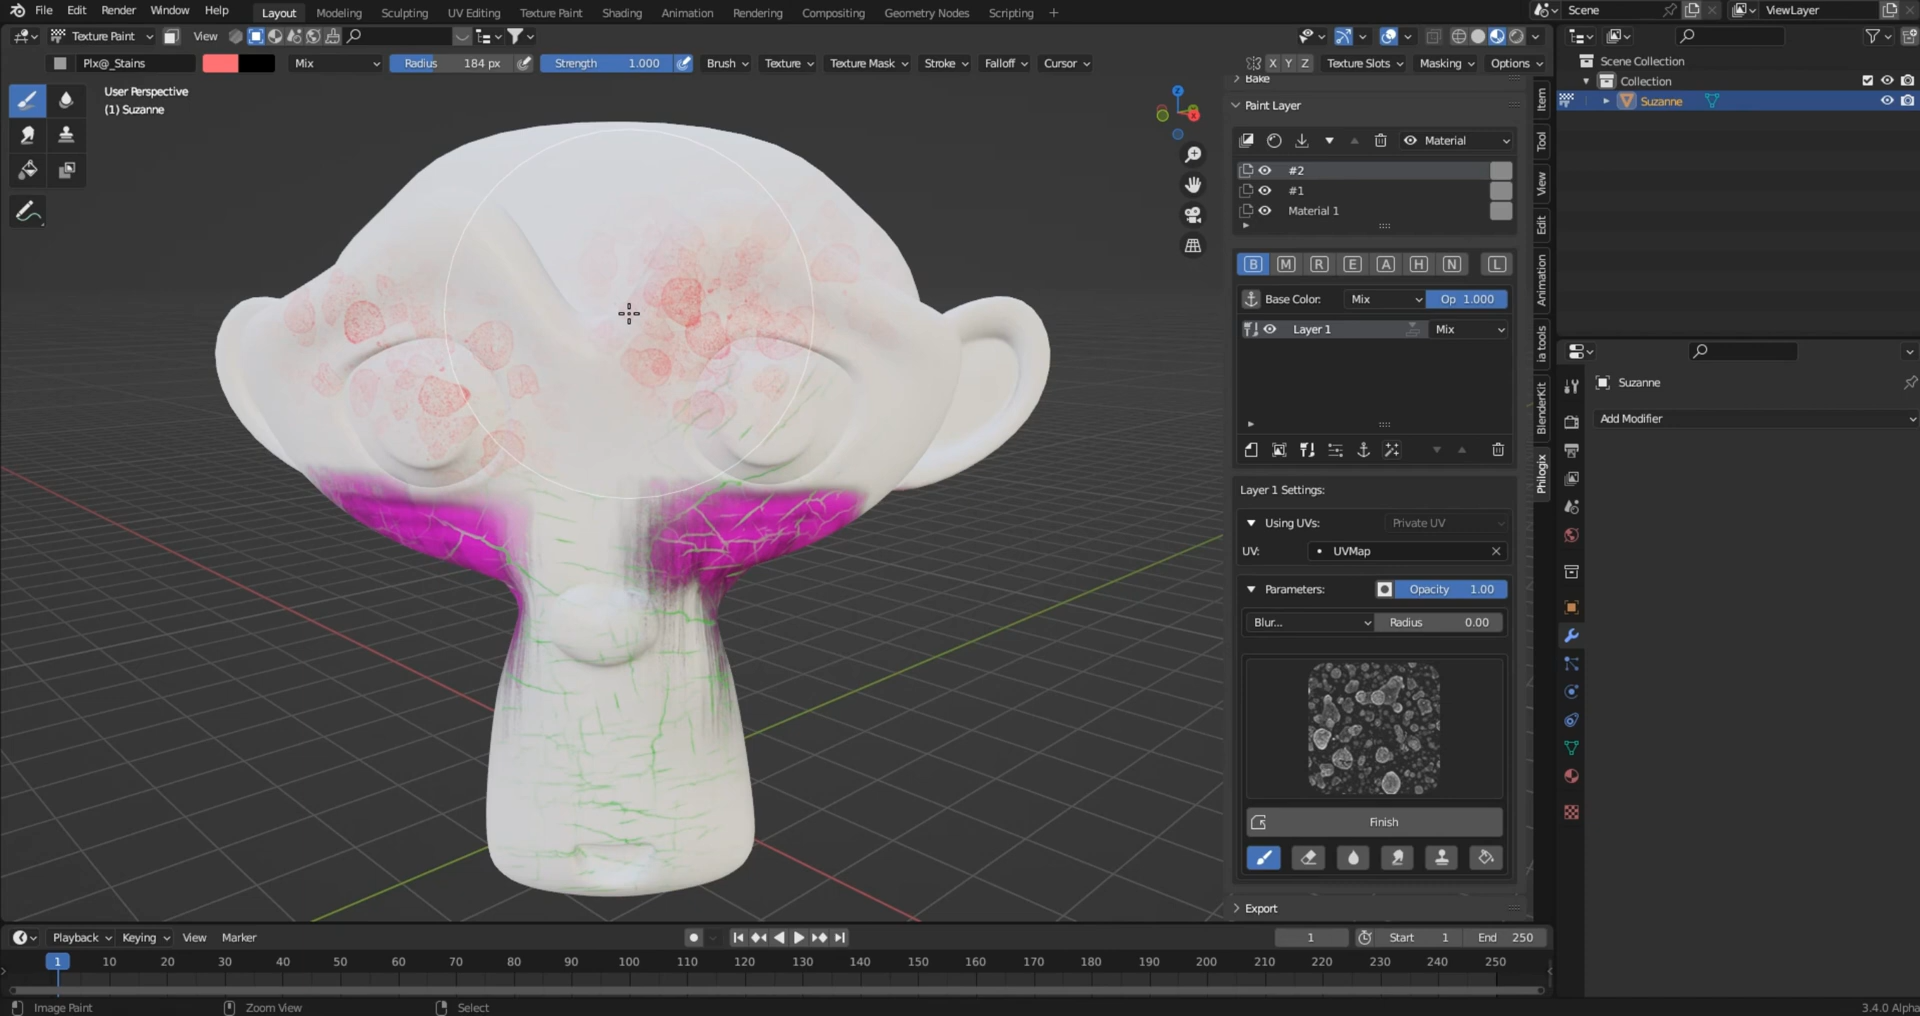 File Edit Render Window Help Layout Modeling Sculpting UV Editing Texture Paint Shading Animation Rendering Compositing Geometry Nodes Scripting + Scene ViewLayer
Texture Paint View
Plx@_Stains Mix Radius 184 px Strength 1.000 Brush Texture Texture Mask Stroke Falloff Cursor X Y Z Texture Slots Masking Options
Scene Collection
Collection
Suzanne
User Perspective
(1) Suzanne
Z
X
Bake
Paint Layer
Material
#2
#1
Material 1
B M R E A H N L
Base Color: Mix Op 1.000
Layer 1 Mix
Layer 1 Settings:
Using UVs: Private UV
UV: UVMap
Parameters: Opacity 1.00
Blur... Radius 0.00
Finish
Export
Item
Tool
View
Edit
Animation
ia tools
BlenderKit
Philogix
Suzanne
Add Modifier
Playback Keying View Marker 1 Start 1 End 250
1 10 20 30 40 50 60 70 80 90 100 110 120 130 140 150 160 170 180 190 200 210 220 230 240 250
Image Paint Zoom View Select 3.4.0 Alpha